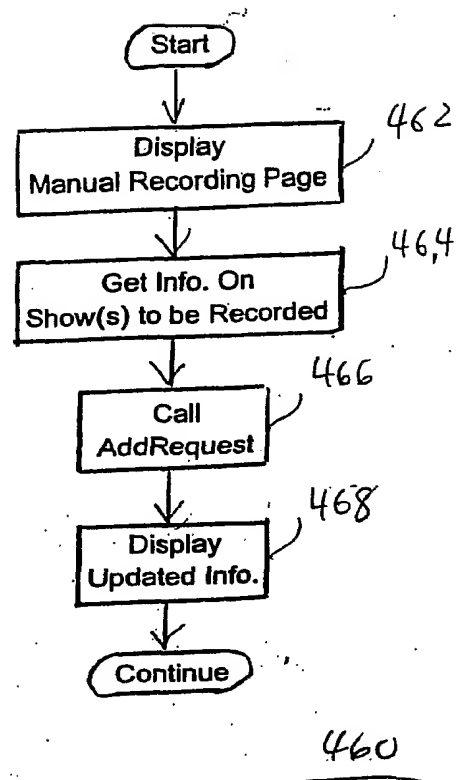 Start
462
Display
Manual Recording Page
464
Get Info. On
Show(s) to be Recorded
466
Call
AddRequest
468
Display
Updated Info.
Continue
460